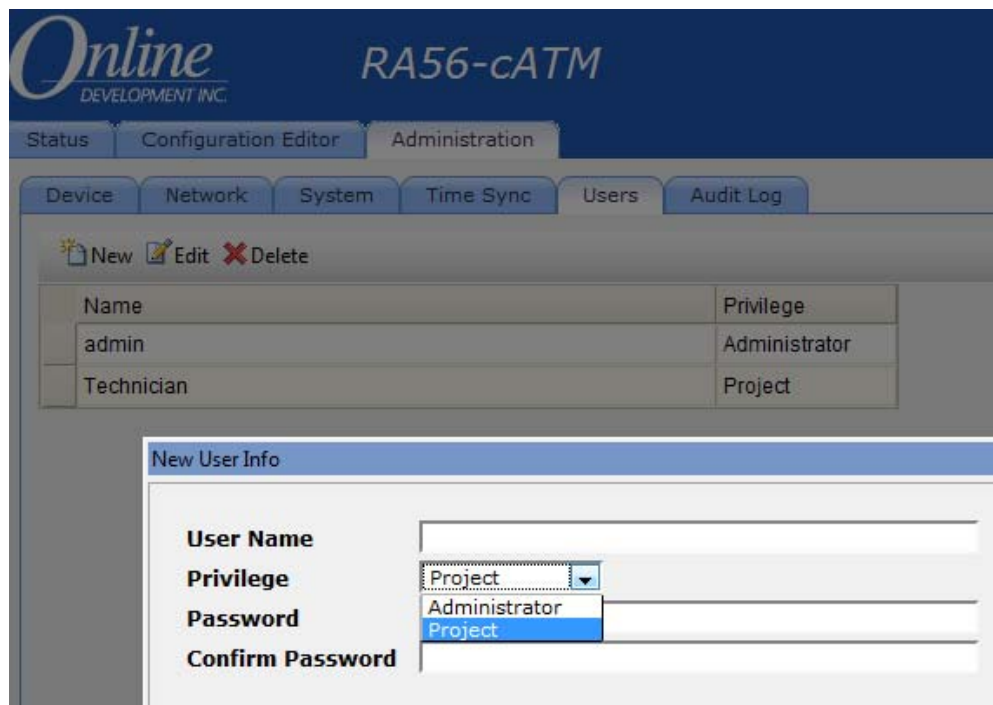 Online
DEVELOPMENT INC.
RA56-cATM
Status Configuration Editor Administration
Device Network System Time Sync Users Audit Log
New Edit Delete
Name Privilege
admin Administrator
Technician Project
New User Info
User Name
Privilege Project
Administrator
Password
Project
Confirm Password